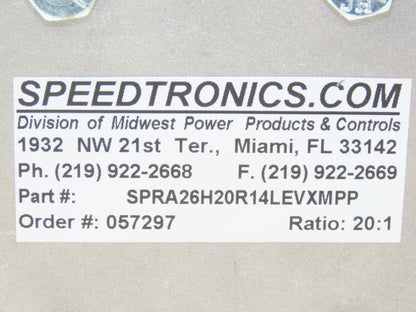 SPEEDTRONICS.COM
Division of Midwest Power Products & Controls
1932 NW 21st Ter., Miami, FL 33142
Ph. (219) 922-2668 F. (219) 922-2669
Part #: SPRA26H20R14LEVXMPP
Order #: 057297 Ratio: 20:1